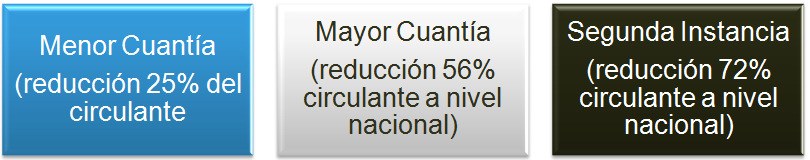 Menor Cuantía
(reducción 25% del
circulante
Mayor Cuantía
(reducción 56%
circulante a nivel
nacional)
Segunda Instancia
(reducción 72%
circulante a nivel
nacional)